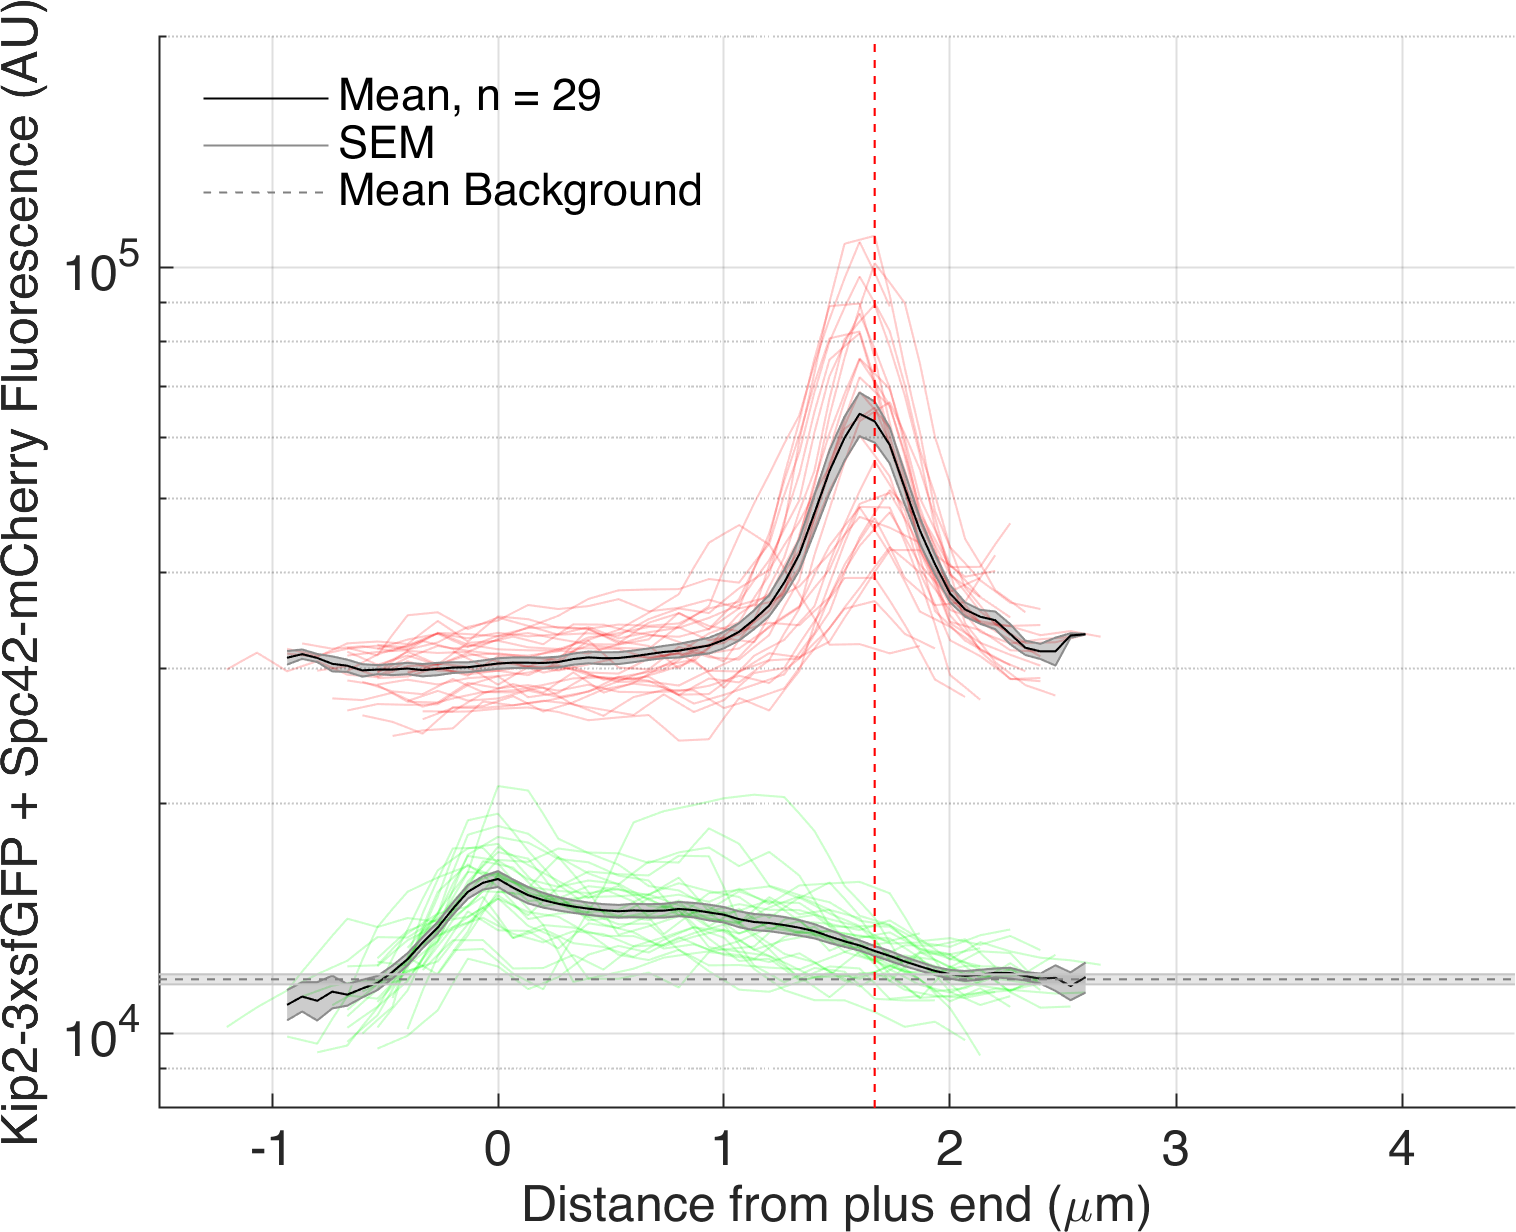 Kip2-3xsfGFP + Spc42-mCherry Fluorescence (AU)
Mean, n = 29
SEM
Mean Background
10^5
10^4
-1 0 1 2 3 4
Distance from plus end (μm)